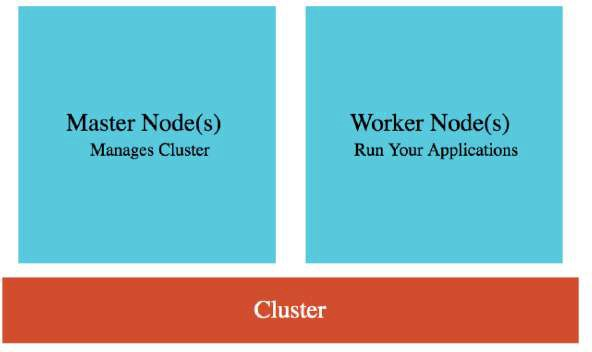 Master Node(s)
Manages Cluster
Worker Node(s)
Run Your Applications
Cluster